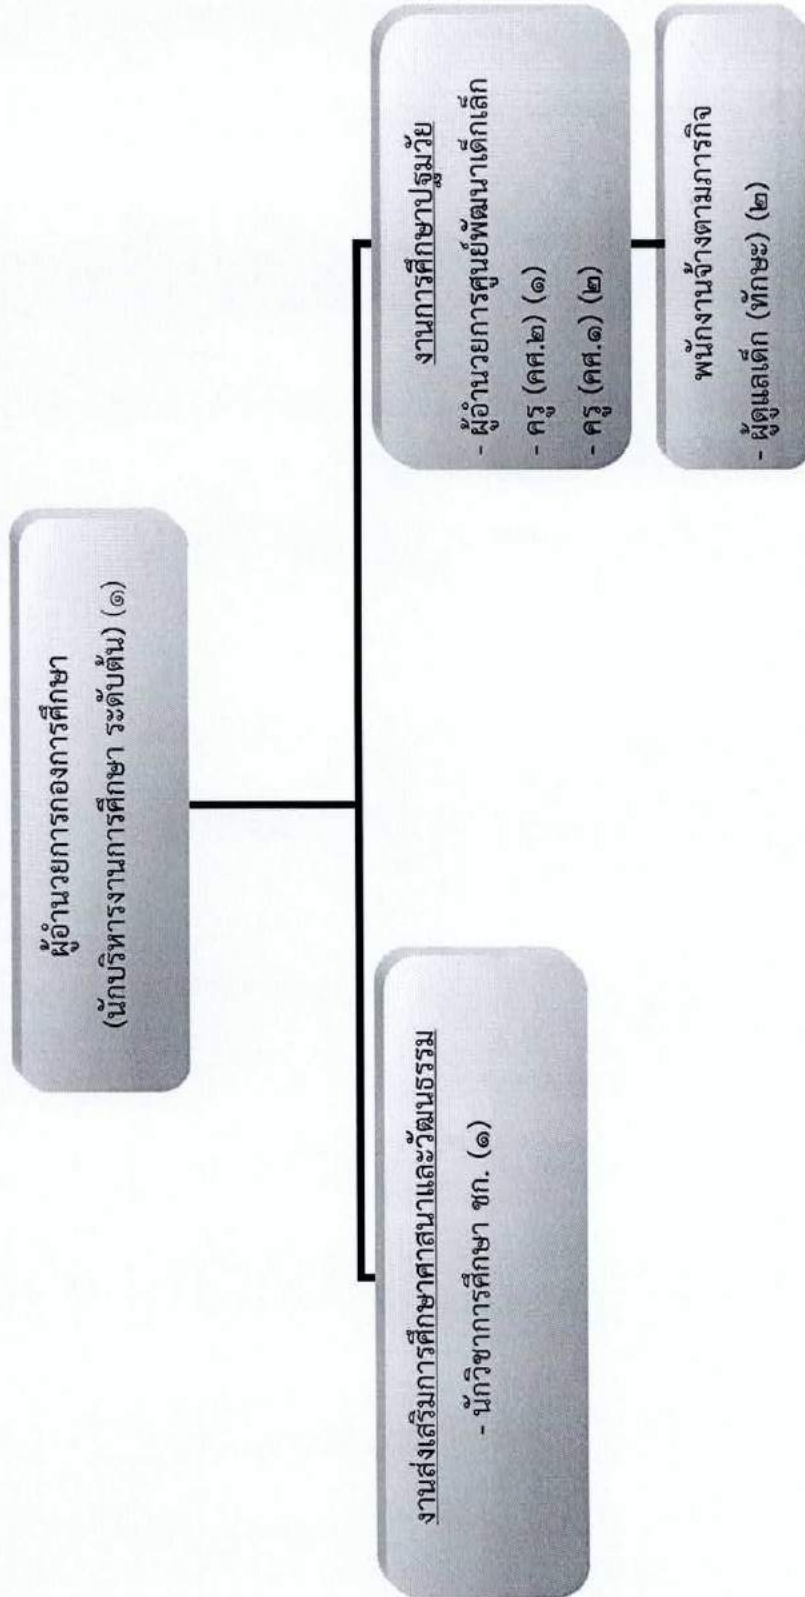 ผู้อำนวยการกองการศึกษา
(นักบริหารงานการศึกษา ระดับต้น) (๑)
งานส่งเสริมการศึกษาศาสนาและวัฒนธรรม
- นักวิชาการศึกษา ชก. (๑)
งานการศึกษาปฐมวัย
- ผู้อำนวยการศูนย์พัฒนาเด็กเล็ก
- ครู (คศ.๒) (๑)
- ครู (คศ.๑) (๒)
พนักงานจ้างตามภารกิจ
- ผู้ดูแลเด็ก (ทักษะ) (๒)